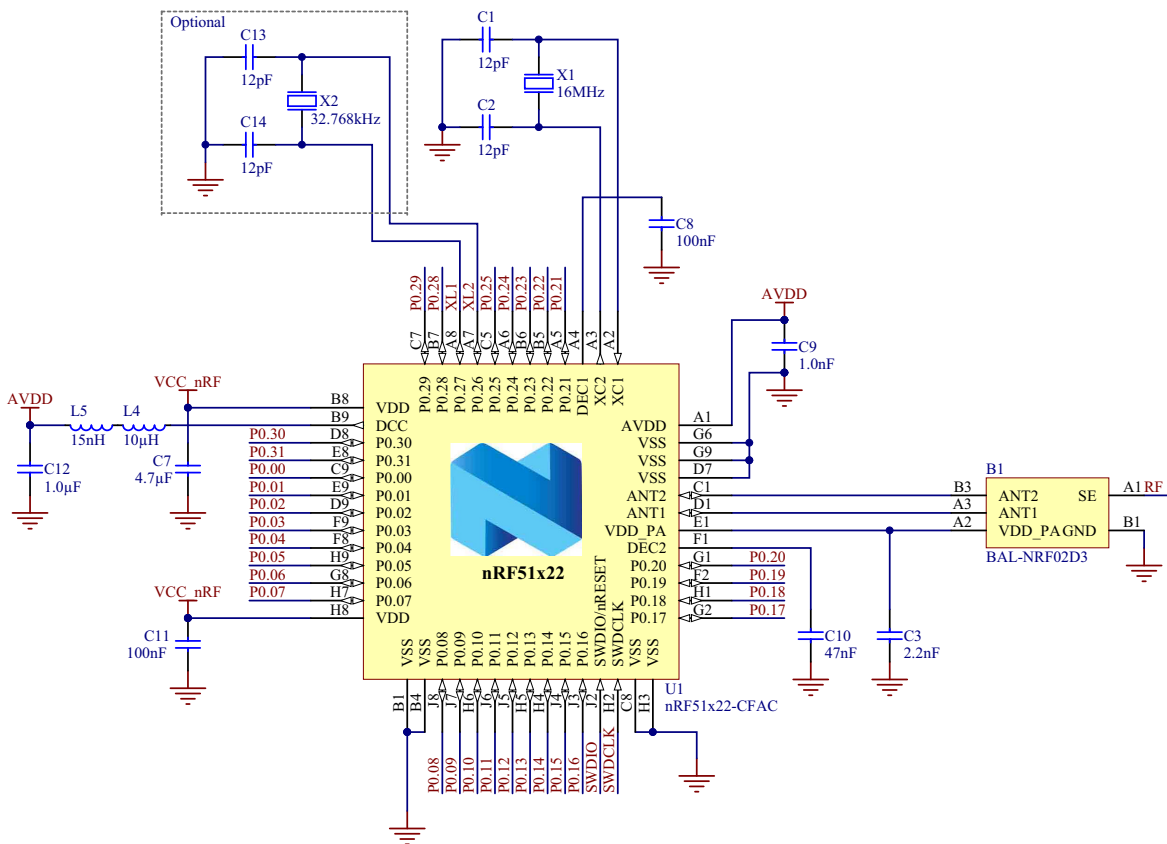 Optional
C13
12pF
X2
32.768kHz
C14
12pF
C1
12pF
X1
16MHz
C2
12pF
C8
100nF
P0.29
P0.28
XL1
XL2
P0.25
P0.24
P0.23
P0.22
P0.21
C7
B7
A8
A7
C5
A6
B6
B5
A5
A4
A3
A2
P0.29
P0.28
P0.27
P0.26
P0.25
P0.24
P0.23
P0.22
P0.21
DEC1
XC2
XC1
AVDD
C9
1.0nF
VCC_nRF
AVDD
L5
15nH
L4
10µH
C12
1.0µF
C7
4.7µF
B8 VDD
B9 DCC
P0.30 D8 P0.30
P0.31 E8 P0.31
P0.00 C9 P0.00
P0.01 E9 P0.01
P0.02 D9 P0.02
P0.03 F9 P0.03
P0.04 F8 P0.04
P0.05 H9 P0.05
P0.06 G8 P0.06
P0.07 H7 P0.07
H8 VDD
VCC_nRF
C11
100nF
nRF51x22
AVDD A1
VSS G6
VSS G9
VSS D7
ANT2 C1
ANT1 D1
VDD_PA E1
DEC2 F1
P0.20 G1 P0.20
P0.19 F2 P0.19
P0.18 H1 P0.18
P0.17 G2 P0.17
B1
B3 ANT2 SE A1 RF
A3 ANT1
A2 VDD_PA GND B1
BAL-NRF02D3
C10
47nF
C3
2.2nF
VSS
VSS
P0.08
P0.09
P0.10
P0.11
P0.12
P0.13
P0.14
P0.15
P0.16
SWDIO/nRESET
SWDCLK
VSS
VSS
U1
nRF51x22-CFAC
B1
B4
J8
J7
H6
J6
J5
H5
H4
J4
J3
J2
H2
C8
H3
P0.08
P0.09
P0.10
P0.11
P0.12
P0.13
P0.14
P0.15
P0.16
SWDIO
SWDCLK